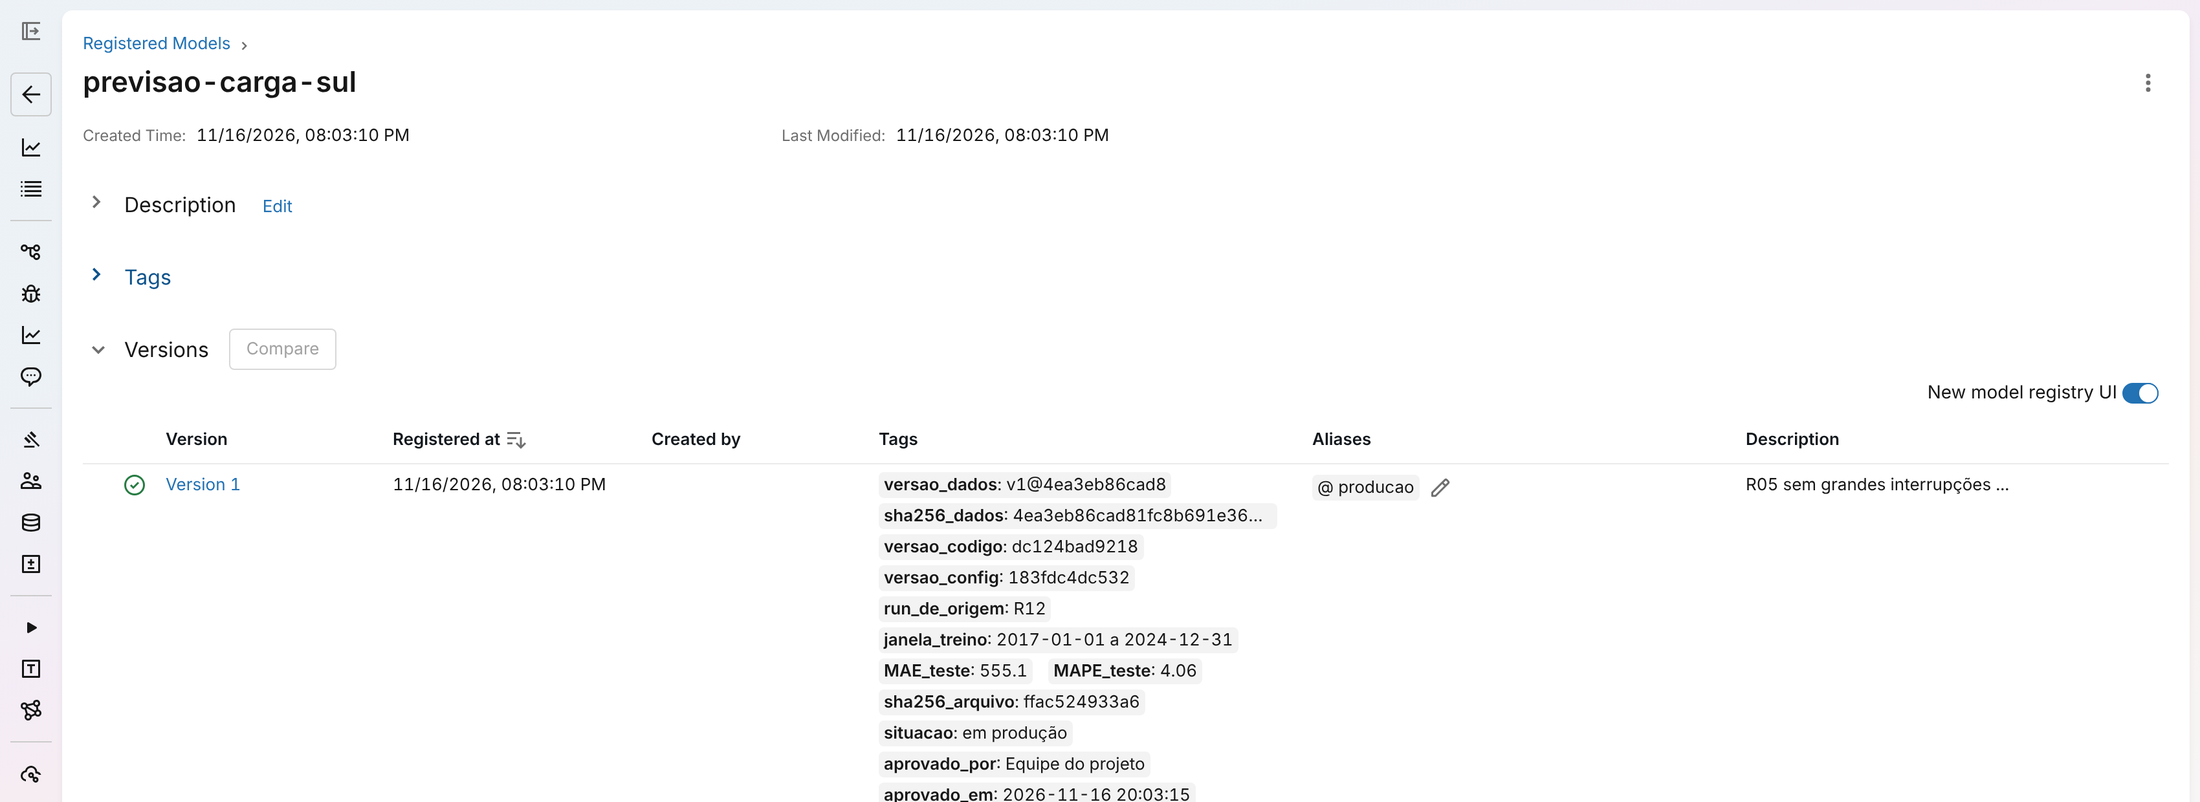 Registered Models
previsao-carga-sul
Created Time: 11/16/2026, 08:03:10 PM Last Modified: 11/16/2026, 08:03:10 PM
Description Edit
Tags
Versions Compare
New model registry UI
Version Registered at Created by Tags Aliases Description
Version 1 11/16/2026, 08:03:10 PM versao_dados: v1@4ea3eb86cad8 @ producao R05 sem grandes interrupções ...
sha256_dados: 4ea3eb86cad81fc8b691e36...
versao_codigo: dc124bad9218
versao_config: 183fdc4dc532
run_de_origem: R12
janela_treino: 2017-01-01 a 2024-12-31
MAE_teste: 555.1 MAPE_teste: 4.06
sha256_arquivo: ffac524933a6
situacao: em produção
aprovado_por: Equipe do projeto
aprovado_em: 2026-11-16 20:03:15